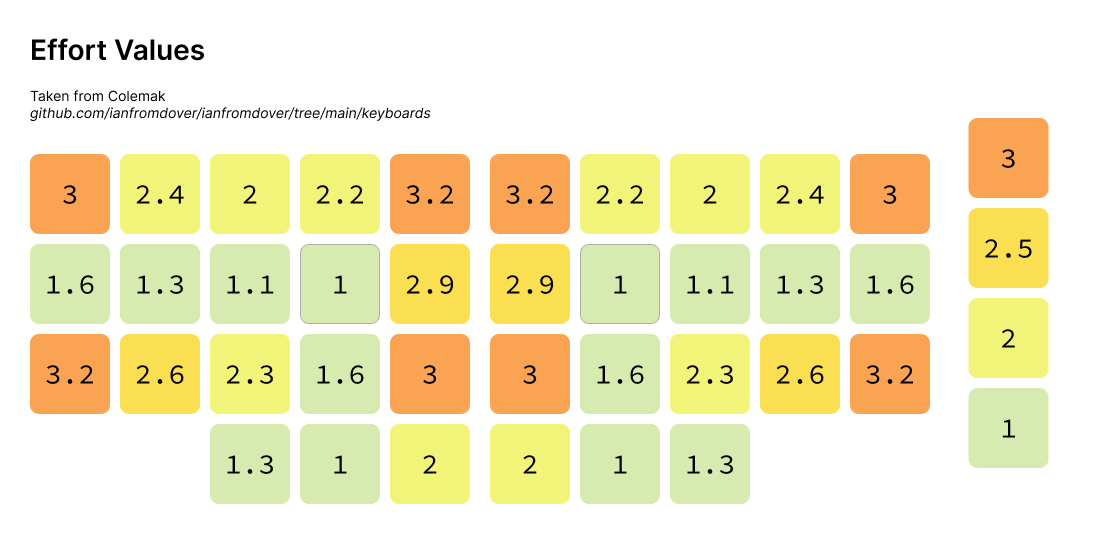 Effort Values
Taken from Colemak
github.com/ianfromdover/ianfromdover/tree/main/keyboards
3 2.4 2 2.2 3.2 3.2 2.2 2 2.4 3
1.6 1.3 1.1 1 2.9 2.9 1 1.1 1.3 1.6
3.2 2.6 2.3 1.6 3 3 1.6 2.3 2.6 3.2
1.3 1 2 2 1 1.3
3
2.5
2
1